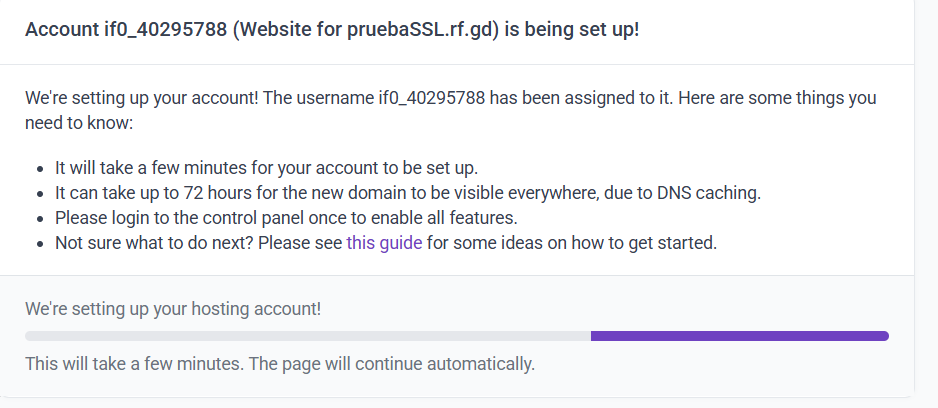 Account if0_40295788 (Website for pruebaSSL.rf.gd) is being set up!
We're setting up your account! The username if0_40295788 has been assigned to it. Here are some things you
need to know:
• It will take a few minutes for your account to be set up.
• It can take up to 72 hours for the new domain to be visible everywhere, due to DNS caching.
• Please login to the control panel once to enable all features.
• Not sure what to do next? Please see this guide for some ideas on how to get started.
We're setting up your hosting account!
This will take a few minutes. The page will continue automatically.